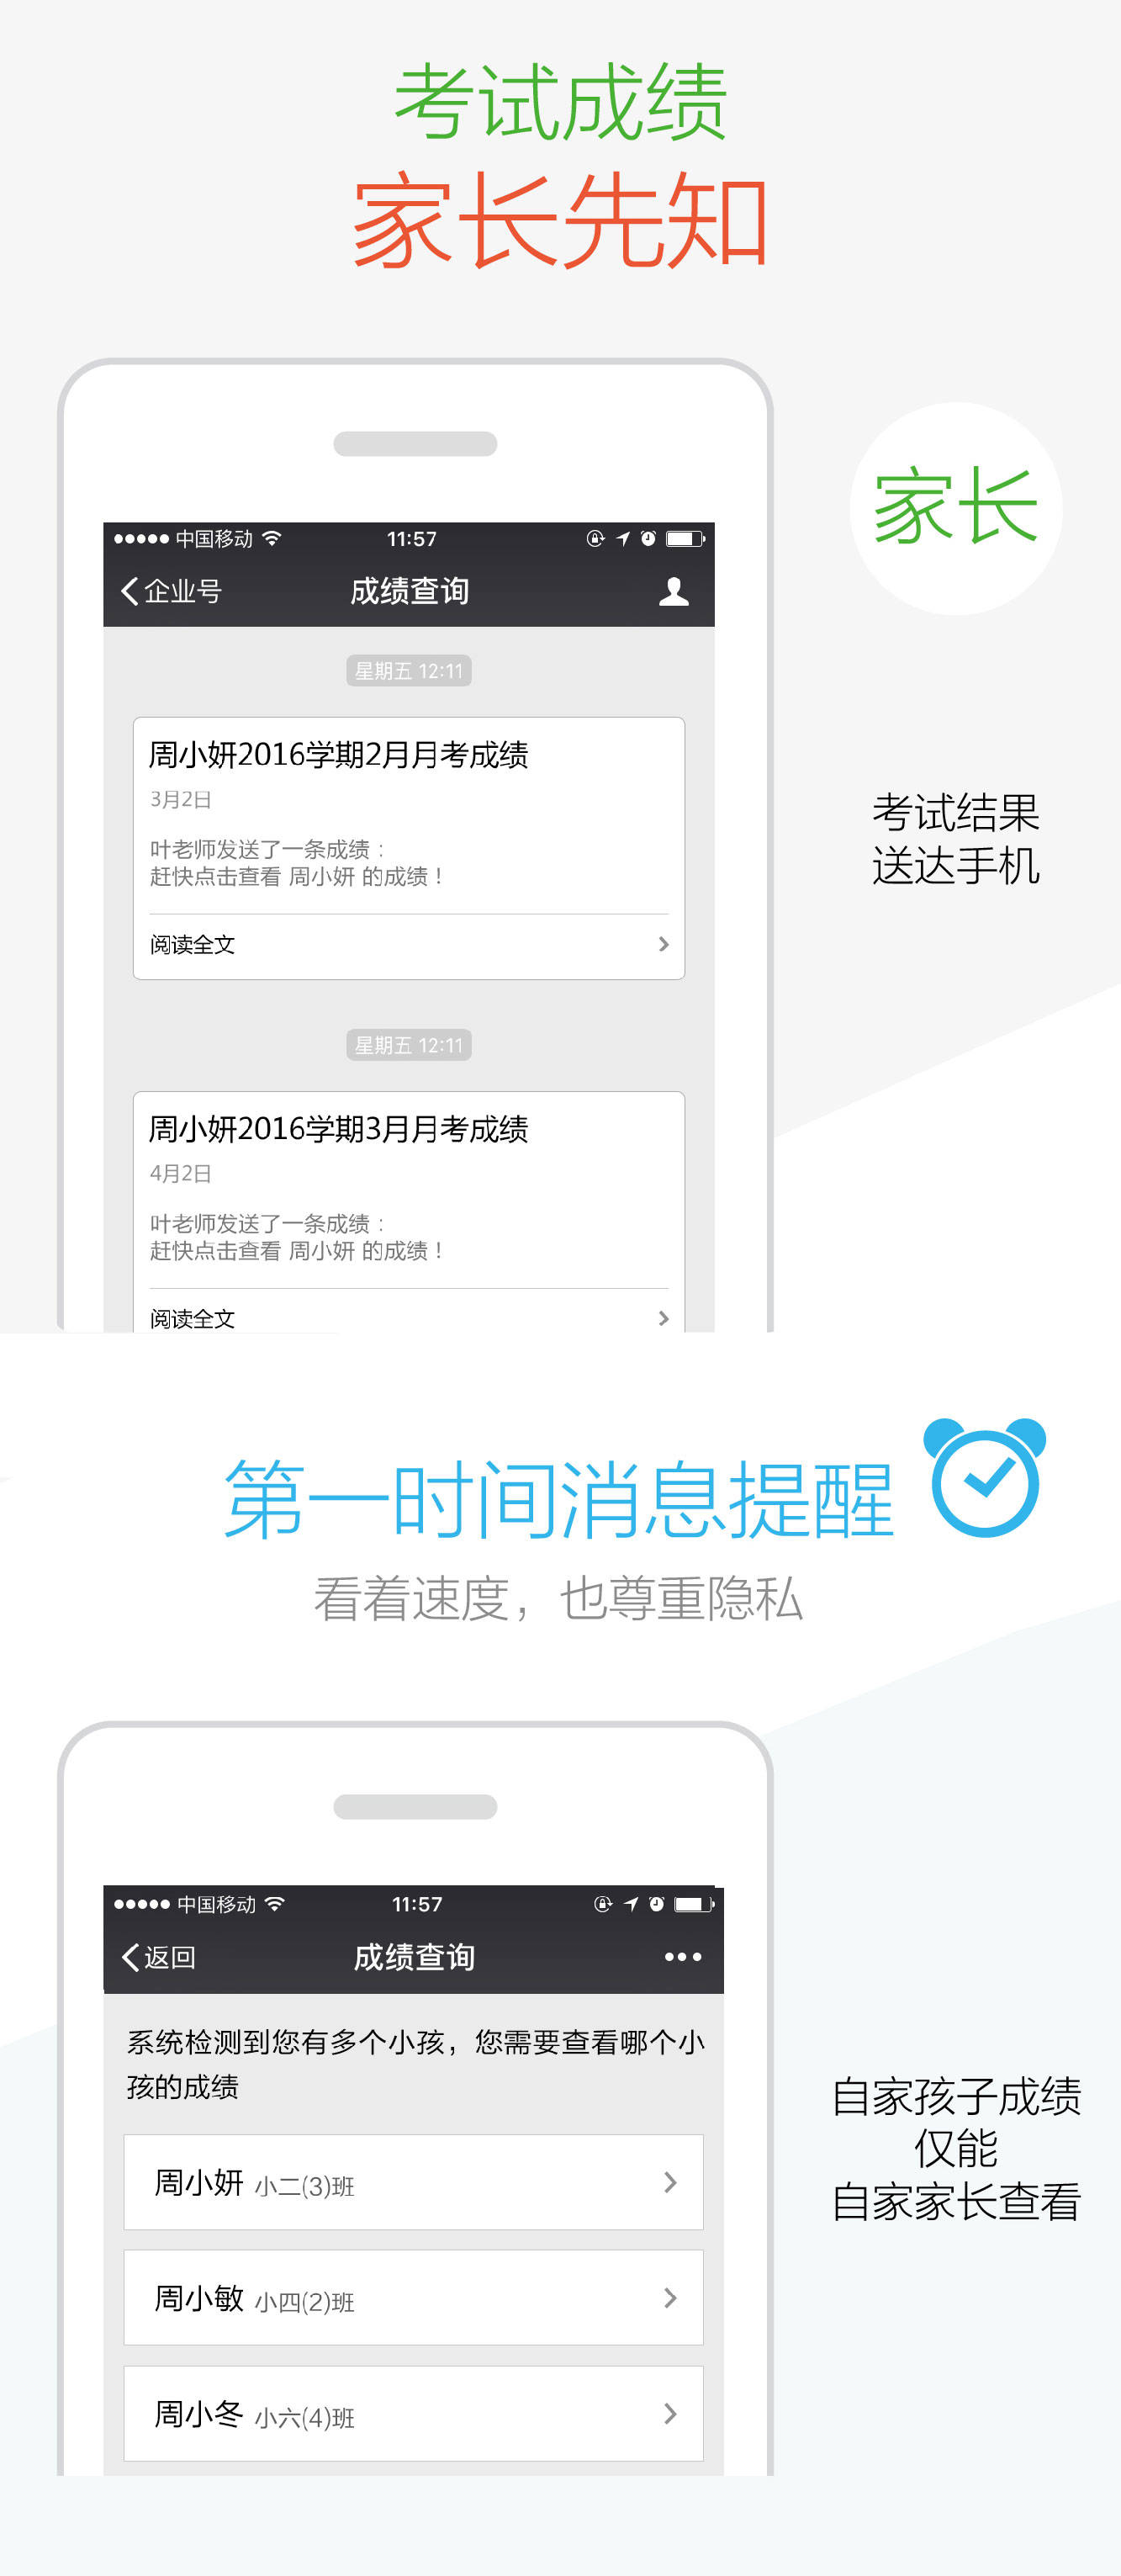 考试成绩
家长先知
家长
中国移动 11:57
企业号 成绩查询
星期五 12:11
周小妍2016学期2月月考成绩
3月2日
叶老师发送了一条成绩：
赶快点击查看 周小妍 的成绩！
阅读全文
考试结果
送达手机
星期五 12:11
周小妍2016学期3月月考成绩
4月2日
叶老师发送了一条成绩：
赶快点击查看 周小妍 的成绩！
阅读全文
第一时间消息提醒
看着速度，也尊重隐私
中国移动 11:57
返回 成绩查询
系统检测到您有多个小孩，您需要查看哪个小
孩的成绩
周小妍 小二(3)班
周小敏 小四(2)班
周小冬 小六(4)班
自家孩子成绩
仅能
自家家长查看